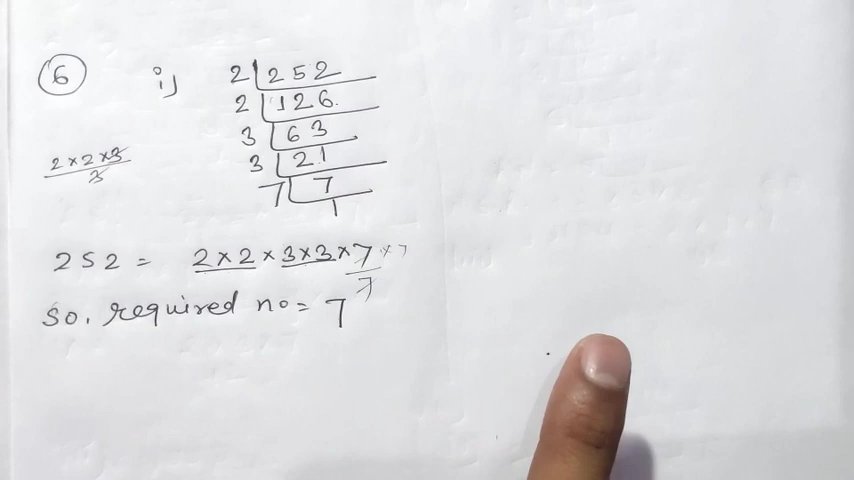 6 i) 2 252
2 126
3 63
3 21
7 7
1
2×2×3
3
252 = 2×2×3×3×7×7
7
So. required no = 7